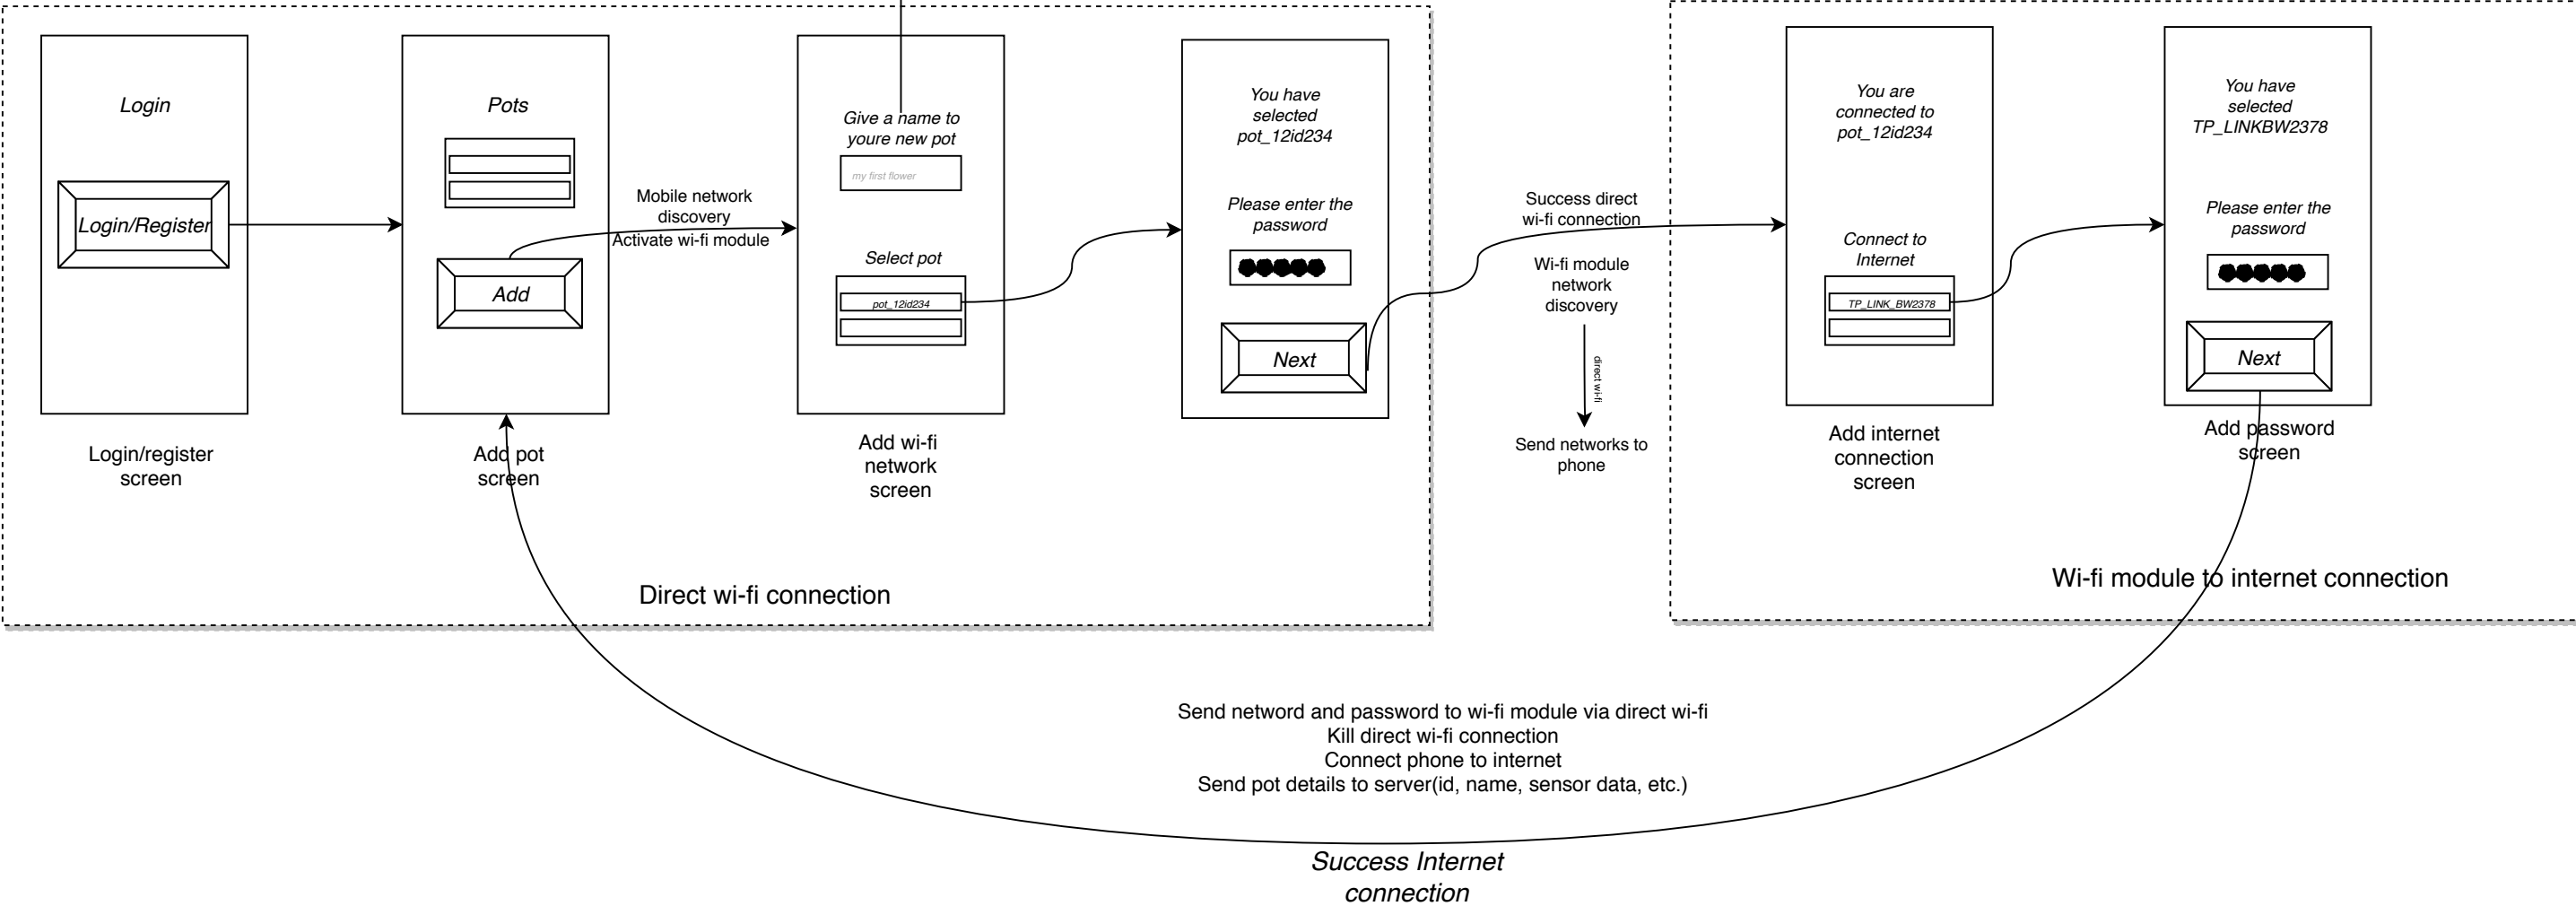 Login
Login/Register
Login/register
screen
Pots
Add
Add pot
screen
Mobile network
discovery
Activate wi-fi module
Give a name to
youre new pot
my first flower
Select pot
pot_12id234
Add wi-fi
network
screen
You have
selected
pot_12id234
Please enter the
password
Next
Direct wi-fi connection
Success direct
wi-fi connection
Wi-fi module
network
discovery
direct wi-fi
Send networks to
phone
You are
connected to
pot_12id234
Connect to
Internet
TP_LINK_BW2378
Add internet
connection
screen
You have
selected
TP_LINKBW2378
Please enter the
password
Next
Add password
screen
Wi-fi module to internet connection
Send netword and password to wi-fi module via direct wi-fi
Kill direct wi-fi connection
Connect phone to internet
Send pot details to server(id, name, sensor data, etc.)
Success Internet
connection